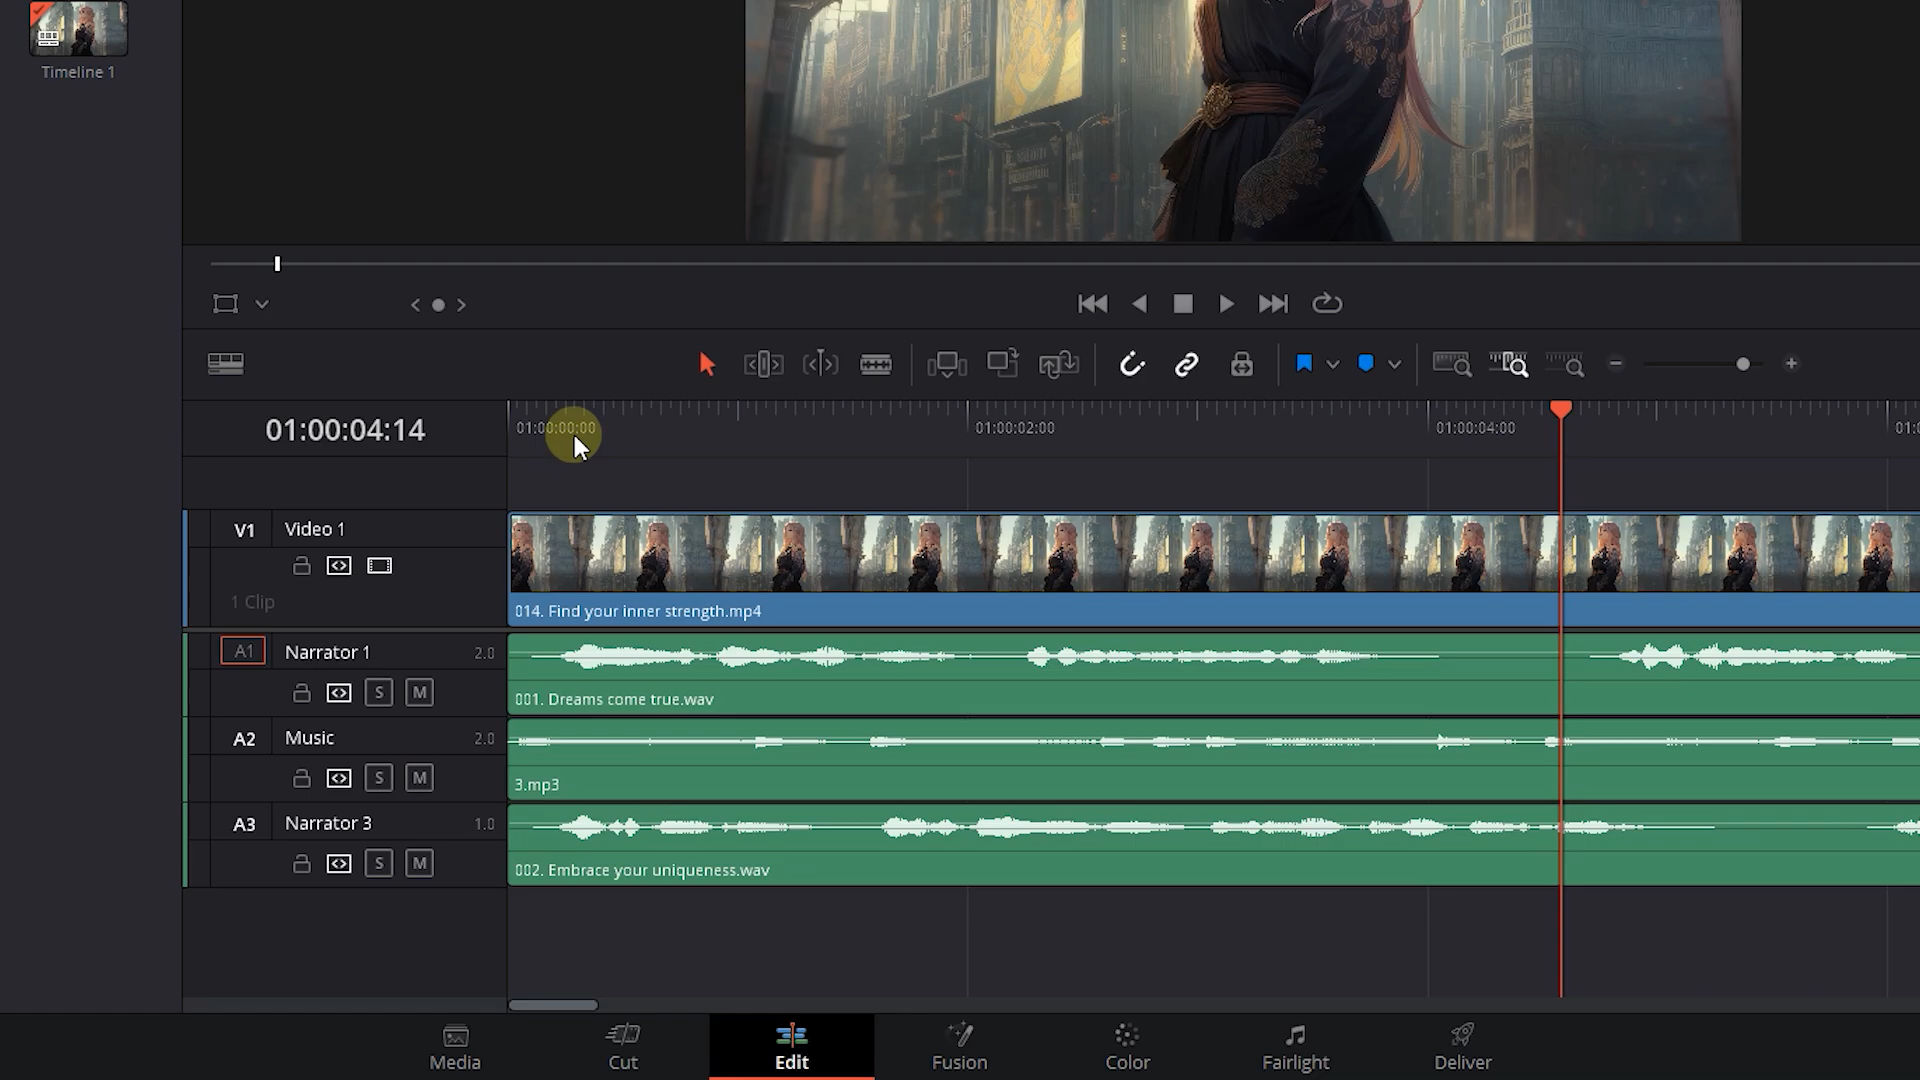 Timeline 1
01:00:04:14
01:00:00:00
01:00:02:00
01:00:04:00
V1
Video 1
1 Clip
014. Find your inner strength.mp4
A1
Narrator 1
2.0
S
M
001. Dreams come true.wav
A2
Music
2.0
S
M
3.mp3
A3
Narrator 3
1.0
S
M
002. Embrace your uniqueness.wav
Media
Cut
Edit
Fusion
Color
Fairlight
Deliver